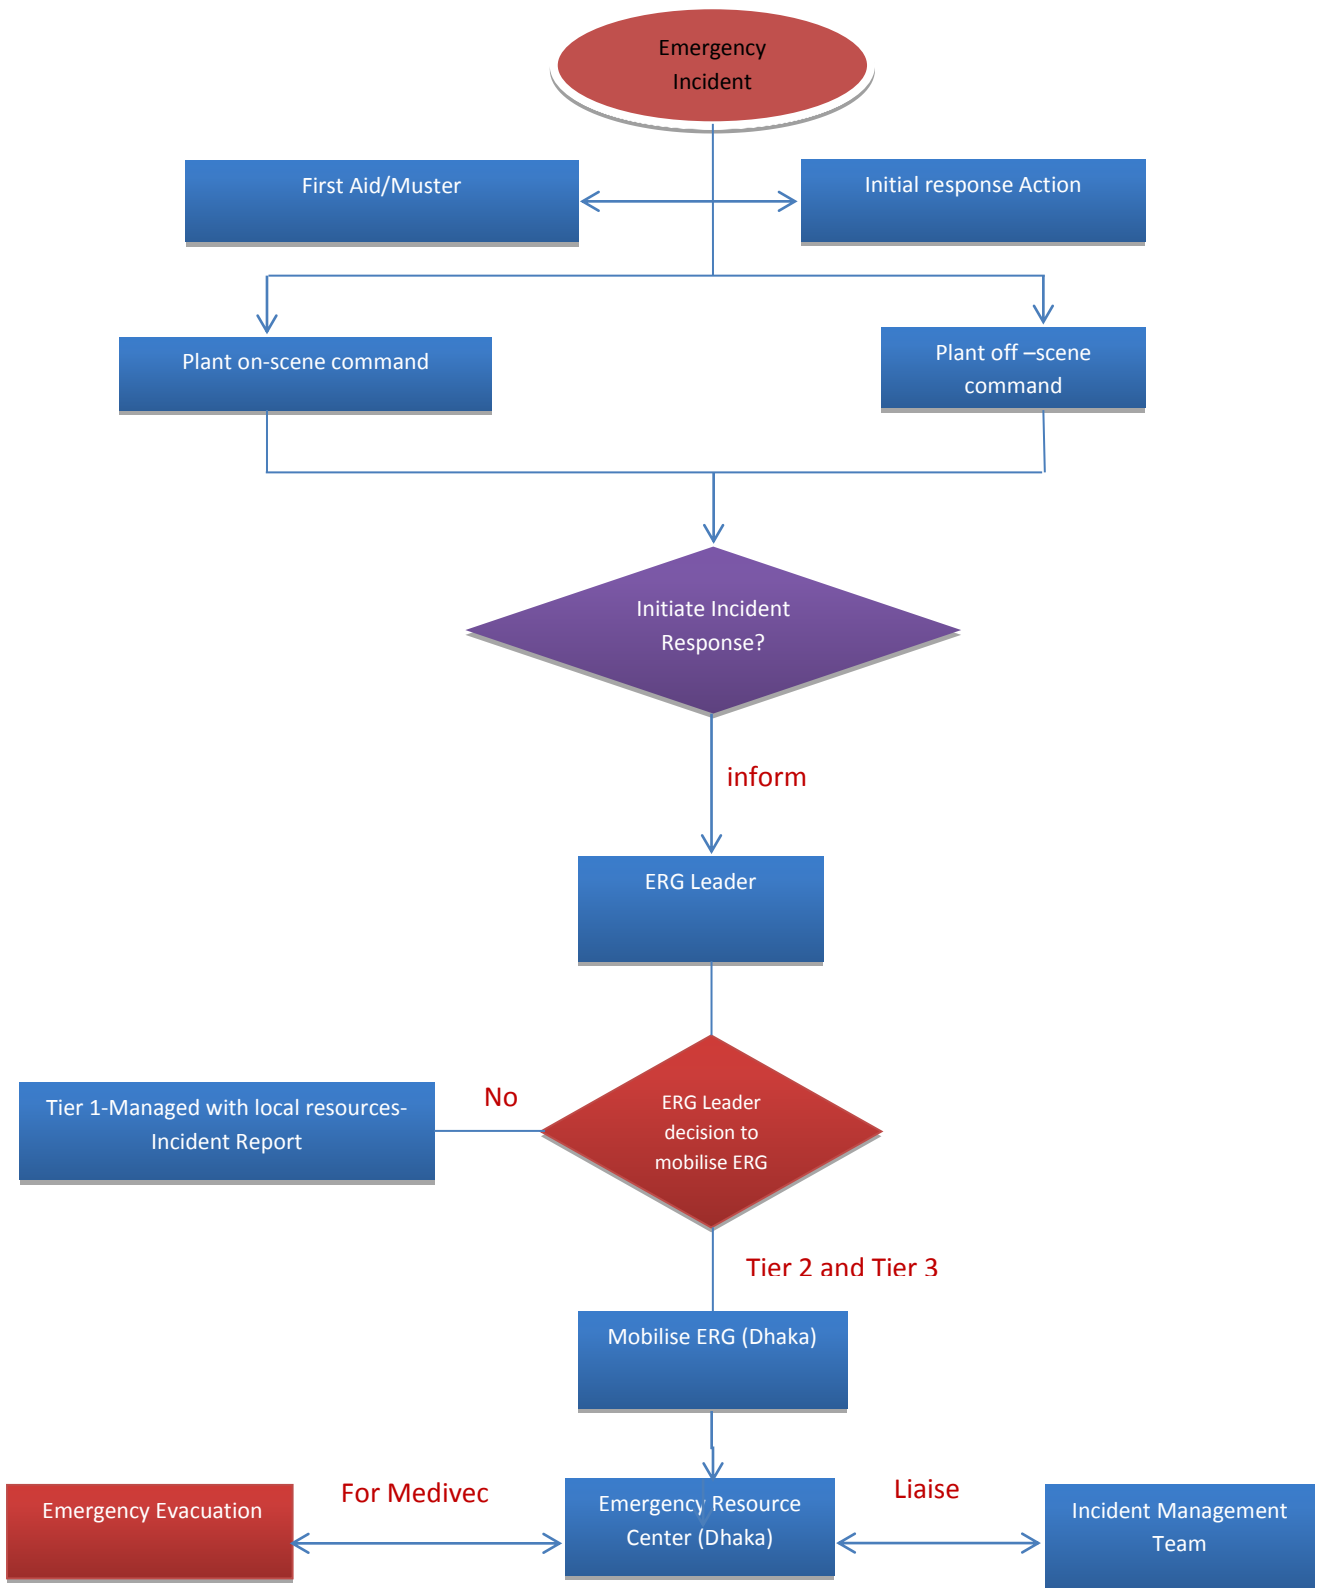 Emergency
Incident
First Aid/Muster
Initial response Action
Plant on-scene command
Plant off –scene
command
Initiate Incident
Response?
inform
ERG Leader
No
Tier 1-Managed with local resources-
Incident Report
ERG Leader
decision to
mobilise ERG
Tier 2 and Tier 3
Mobilise ERG (Dhaka)
Emergency Evacuation
For Medivec
Emergency Resource
Center (Dhaka)
Liaise
Incident Management
Team